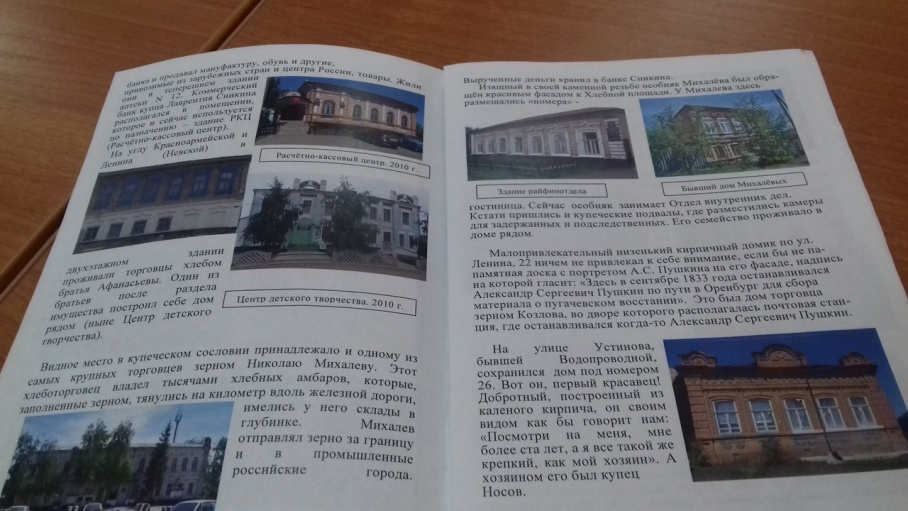 банка и продавал мануфактуру, обувь и другие,
привозимые из зарубежных стран и центра России, товары. Жили
они в теперешнем здании
аптеки N 12. Коммерческий
банк купца Лаврентия Синкина
располагался в помещении,
которое и сейчас используется
по назначению – здание РКЦ
(Расчётно-кассовый центр).
На углу Красноармейской и
Ленина (Невской) в
Расчётно-кассовый центр. 2010 г.
двухэтажном здании
проживали торговцы хлебом
братья Афанасьевы. Один из
братьев после раздела
имущества построил себе дом
рядом (ныне Центр детского
творчества).
Центр детского творчества. 2010 г.
Видное место в купеческом сословии принадлежало и одному из
самых крупных торговцев зерном Николаю Михалеву. Этот
хлеботорговец владел тысячами хлебных амбаров, которые,
заполненные зерном, тянулись на километр вдоль железной дороги,
имелись у него склады в
глубинке. Михалев
отправлял зерно за границу
и в промышленные
российские города.
Вырученные деньги хранил в банке Синкина.
Изящный в своей каменной резьбе особняк Михалёва был обра-
щён красивым фасадом к Хлебной площади. У Михалева здесь
размещались «номера» -
Здание райфинотдела
Бывший дом Михалёвых
гостиница. Сейчас особняк занимает Отдел внутренних дел.
Кстати пришлись и купеческие подвалы, где разместились камеры
для задержанных и подследственных. Его семейство проживало в
доме рядом.
Малопривлекательный низенький кирпичный домик по ул.
Ленина, 22 ничем не привлекал к себе внимание, если бы не па-
памятная доска с портретом А.С. Пушкина на его фасаде, надпись
на которой гласит: «Здесь в сентябре 1833 года останавливался
Александр Сергеевич Пушкин по пути в Оренбург для сбора
материала о пугачевском восстании». Это был дом торговца
зерном Козлова, во дворе которого располагалась почтовая стан-
ция, где останавливался когда-то Александр Сергеевич Пушкин.
На улице Устинова,
бывшей Водопроводной,
сохранился дом под номером
26. Вот он, первый красавец!
Добротный, построенный из
каленого кирпича, он своим
видом как бы говорит нам:
«Посмотри на меня, мне
более ста лет, а я все такой же
крепкий, как мой хозяин». А
хозяином его был купец
Носов.